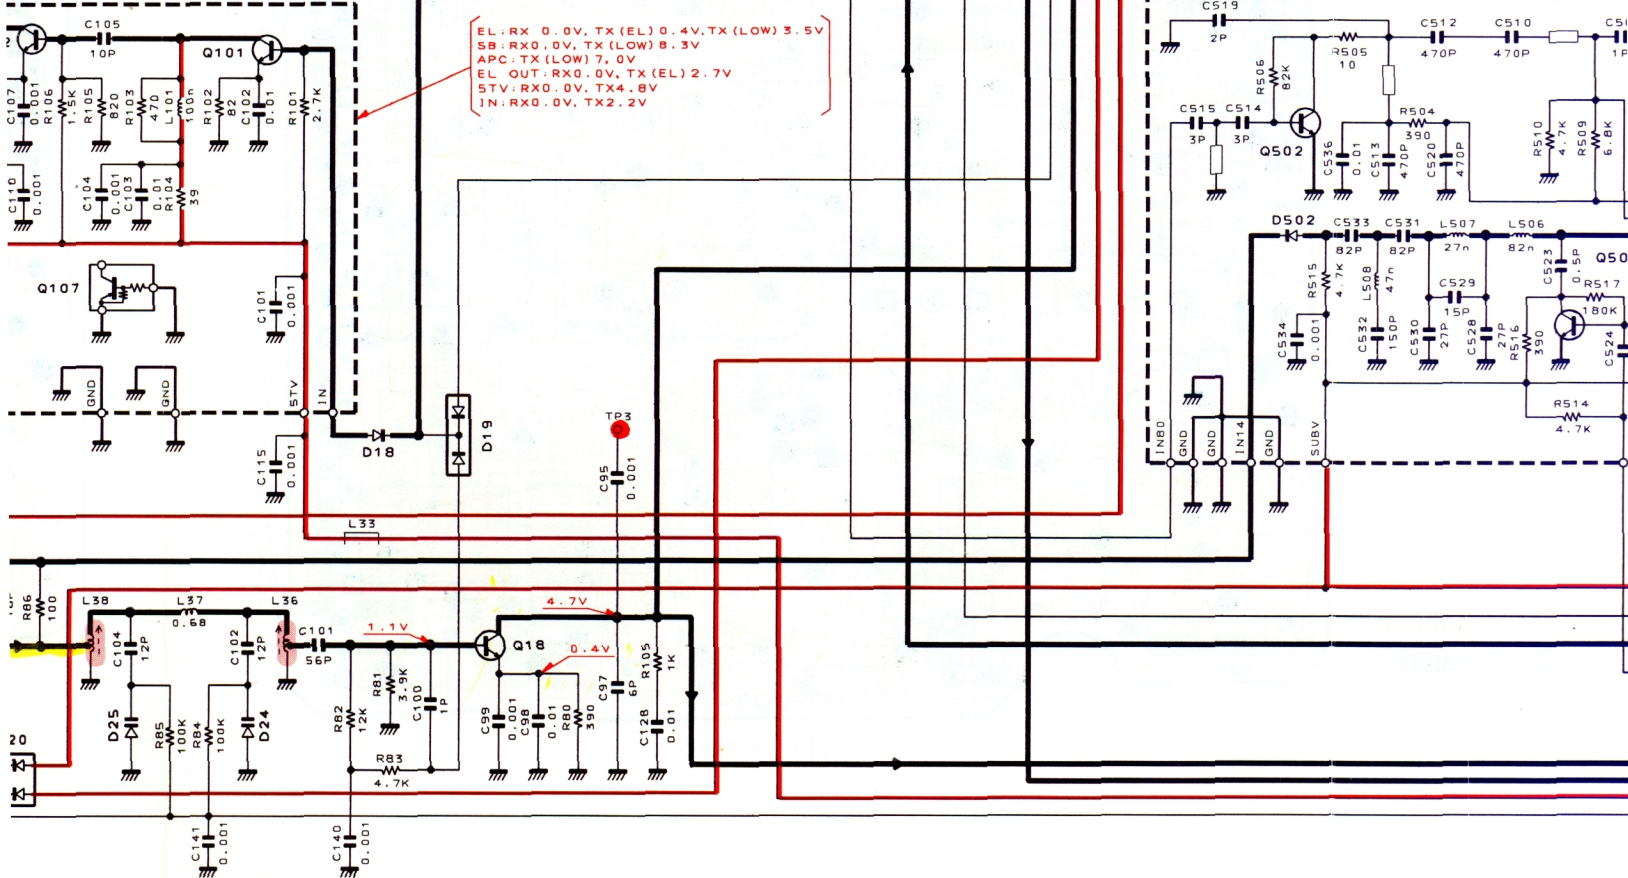 EL:RX 0.0V, TX(EL)0.4V,TX(LOW)3.5V
SB:RX0.0V, TX(LOW)8.3V
APC:TX(LOW)7.0V
EL OUT:RX0.0V, TX(EL)2.7V
5TV:RX0.0V, TX4.8V
IN:RX0.0V, TX2.2V
C105
10P
Q101
C107
0.001
R106
1.5K
R105
820
R103
470
L101
100n
R102
82
C102
0.01
R101
2.7K
C110
0.001
C104
0.001
C103
0.01
R104
39
Q107
C101
0.001
GND
GND
5TV
IN
C115
0.001
D18
D19
TP3
C95
0.001
L33
R86
100
L38
L37
0.68
L36
C104
12P
C102
12P
C101
56P
1.1V
4.7V
0.4V
Q18
D25
R85
100K
R84
100K
D24
R82
12K
R81
3.9K
C100
1P
R83
4.7K
C99
0.001
C98
0.01
R80
390
C97
6P
R105
1K
C128
0.01
20
C141
0.001
C140
0.001
C519
2P
R506
82K
R505
10
C512
470P
C510
470P
1P
C515
3P
C514
3P
Q502
R504
390
C536
0.01
C513
470P
C520
470P
R510
4.7K
R509
6.8K
D502
C533
82P
C531
82P
L507
27n
L506
82n
C523
0.5P
Q50
R515
4.7K
L508
47n
C529
15P
R517
180K
C534
0.001
C532
150P
C530
27P
C528
27P
R516
390
C524
R514
4.7K
IN80
GND
GND
IN14
GND
SUBV